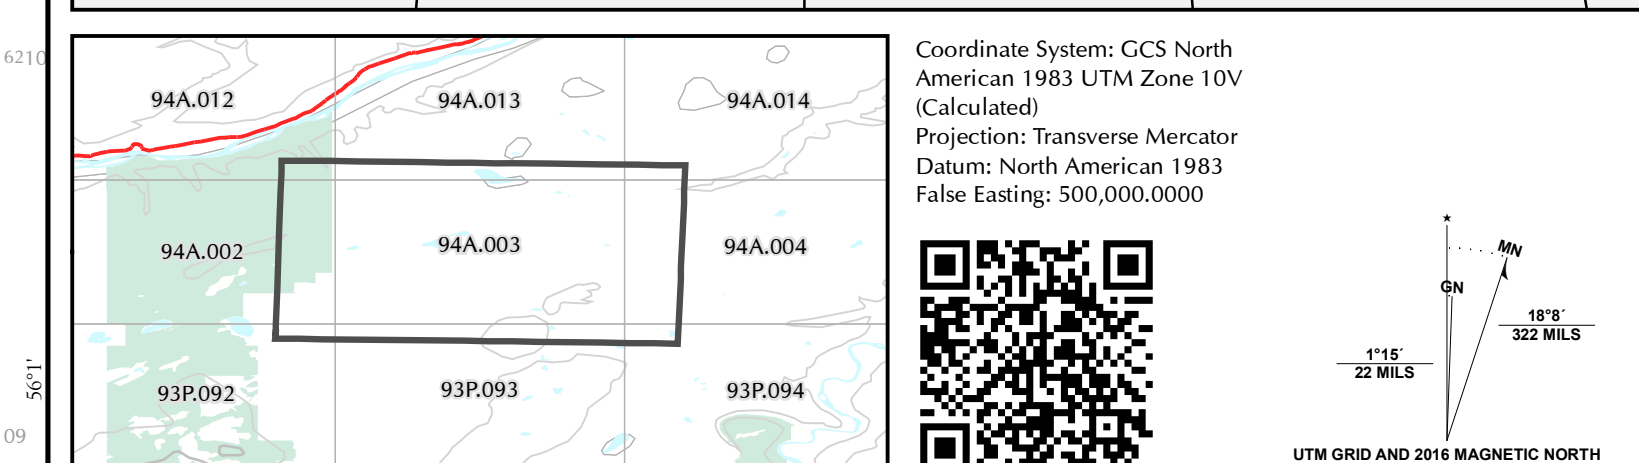 6210
94A.012
94A.013
94A.014
94A.002
94A.003
94A.004
93P.092
93P.093
93P.094
56°1'
09
Coordinate System: GCS North
American 1983 UTM Zone 10V
(Calculated)
Projection: Transverse Mercator
Datum: North American 1983
False Easting: 500,000.0000
MN
GN
18°8´
322 MILS
1°15´
22 MILS
UTM GRID AND 2016 MAGNETIC NORTH